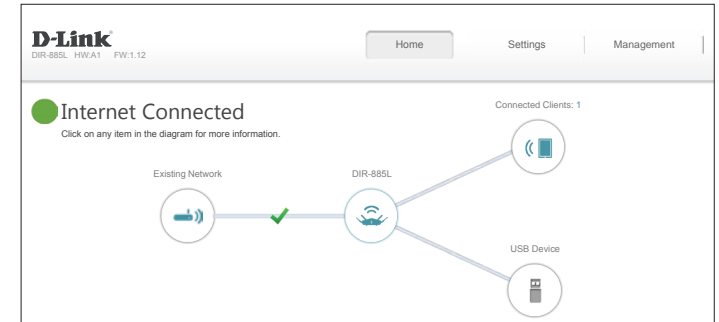 D-Link
DIR-885L HW:A1 FW:1.12
Home
Settings
Management
Internet Connected
Click on any item in the diagram for more information.
Connected Clients: 1
Existing Network
DIR-885L
USB Device